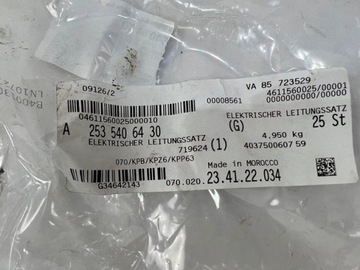 09126/2
VA 85 723529
4611560025/00001
0000000000/00000
04611560025000010
00008561
ELEKTRISCHER LEITUNGSSATZ
A 253 540 64 30
(G) 25 St
ELEKTRISCHER LEITUNGSSATZ
4.950 kg
719624 (1)
4037500607 59
070/KPB/KPZ6/KPP63
Made in MOROCCO
G34642143
070.020.23.41.22.034